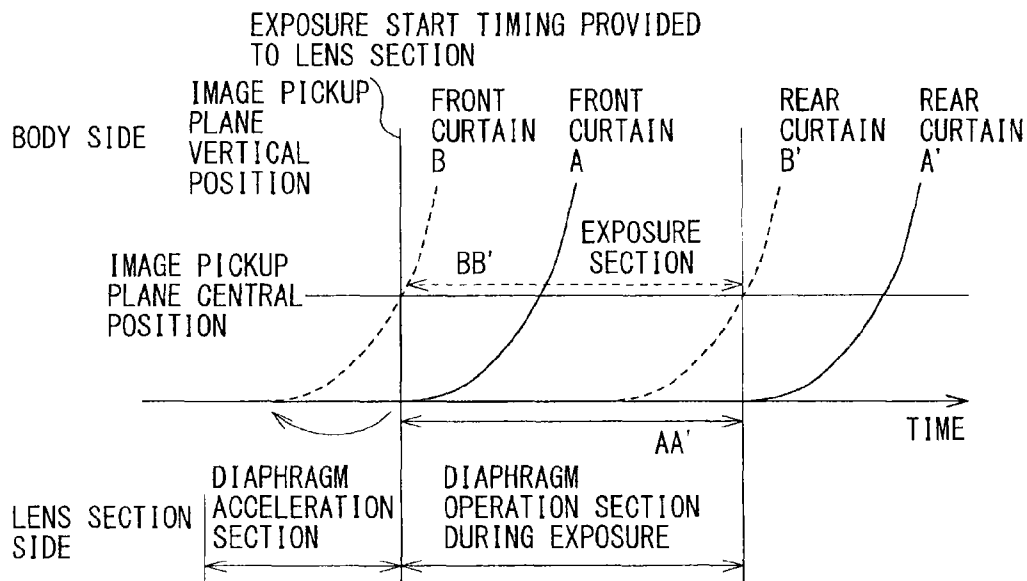 EXPOSURE START TIMING PROVIDED
TO LENS SECTION
IMAGE PICKUP
PLANE
VERTICAL
POSITION
BODY SIDE
FRONT
CURTAIN
B
FRONT
CURTAIN
A
REAR
CURTAIN
B'
REAR
CURTAIN
A'
EXPOSURE
SECTION
BB'
IMAGE PICKUP
PLANE CENTRAL
POSITION
TIME
AA'
DIAPHRAGM
ACCELERATION
SECTION
DIAPHRAGM
OPERATION SECTION
DURING EXPOSURE
LENS SECTION
SIDE